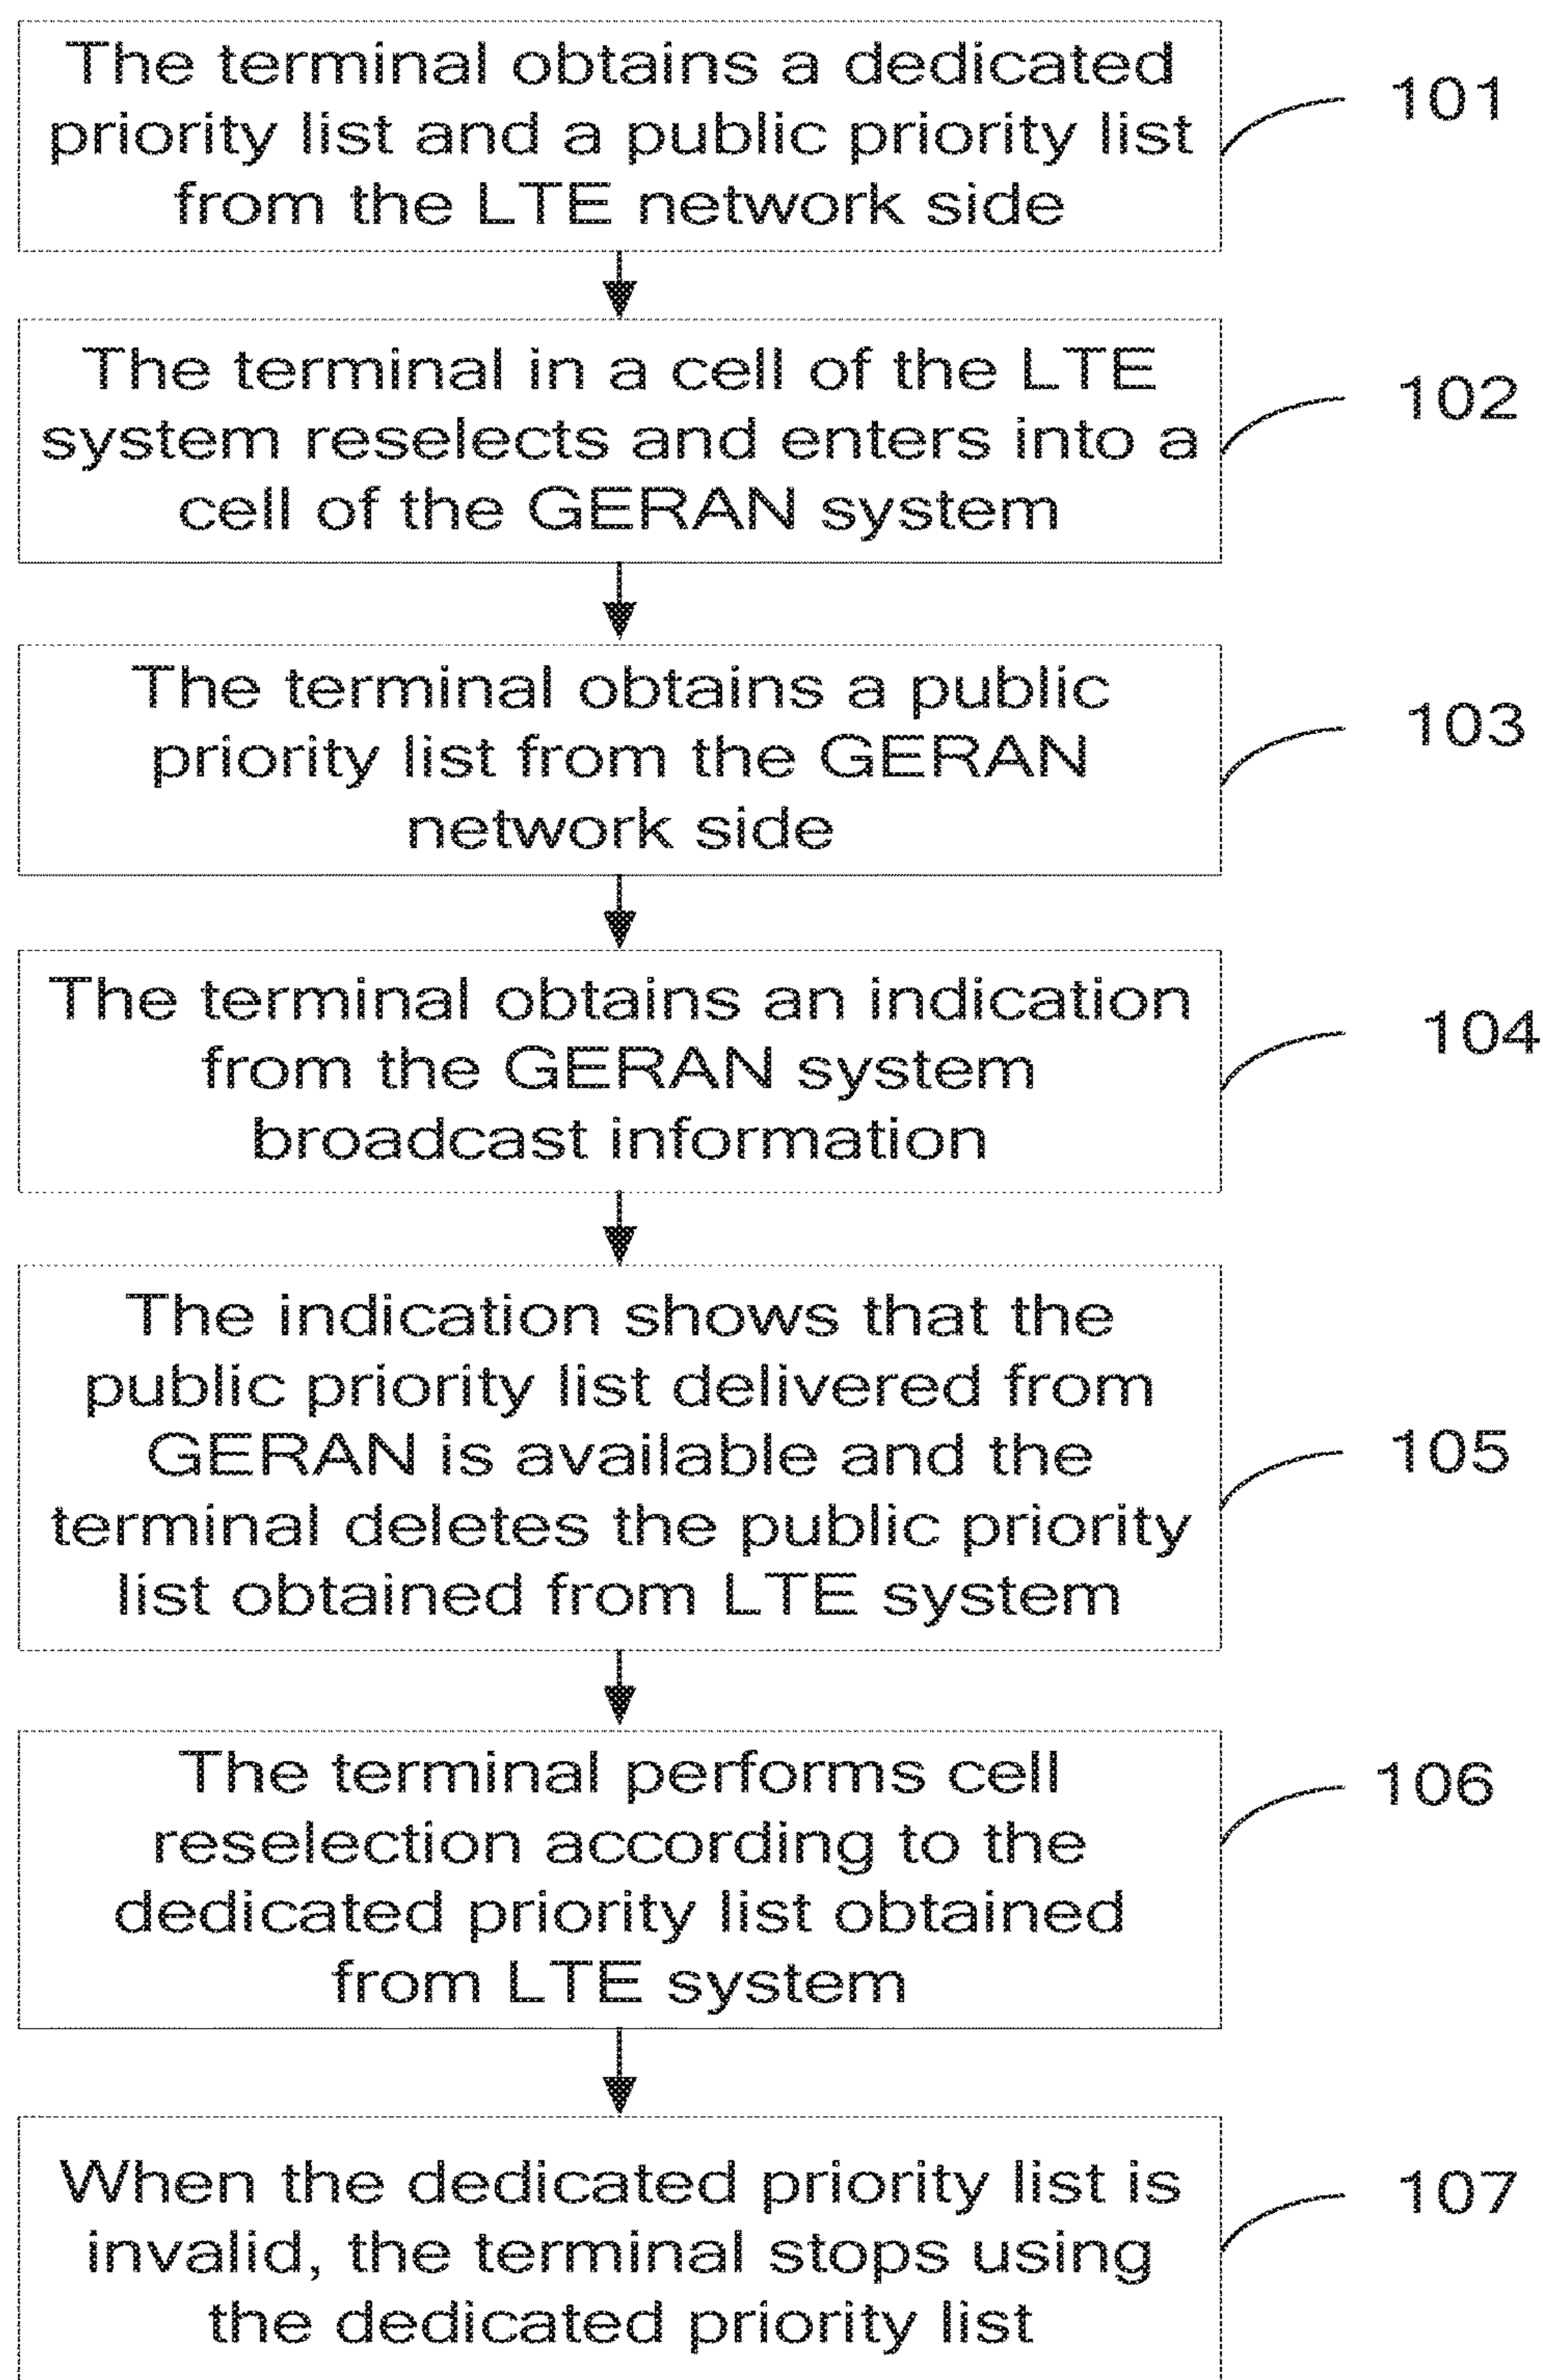 The terminal obtains a dedicated
priority list and a public priority list
from the LTE network side
101
The terminal in a cell of the LTE
system reselects and enters into a
cell of the GERAN system
102
The terminal obtains a public
priority list from the GERAN
network side
103
The terminal obtains an indication
from the GERAN system
broadcast information
104
The indication shows that the
public priority list delivered from
GERAN is available and the
terminal deletes the public priority
list obtained from LTE system
105
The terminal performs cell
reselection according to the
dedicated priority list obtained
from LTE system
106
When the dedicated priority list is
invalid, the terminal stops using
the dedicated priority list
107